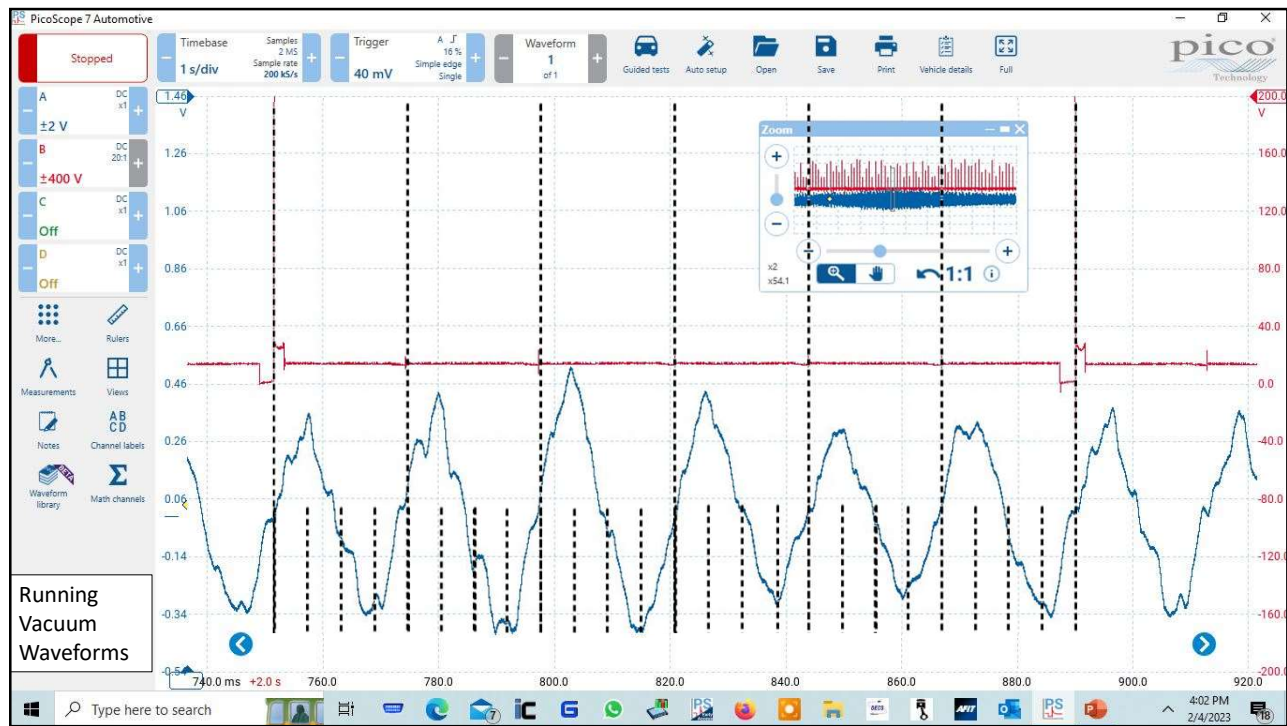 PicoScope 7 Automotive
Stopped
Timebase
1 s/div
Samples
2 MS
Sample rate
200 kS/s
Trigger
40 mV
A
16 %
Simple edge
Single
Waveform
1
of 1
Guided tests
Auto setup
Open
Save
Print
Vehicle details
Full
pico
Technology
A
DC
x1
±2 V
B
DC
20:1
±400 V
C
DC
x1
Off
D
DC
x1
Off
More...
Rulers
Measurements
Views
Notes
AB
CD
Channel labels
BETA
Waveform
library
Math channels
Running
Vacuum
Waveforms
1.46
V
1.26
1.06
0.86
0.66
0.46
0.26
0.06
-0.14
-0.34
-0.54
200.0
V
160.0
120.0
80.0
40.0
0.0
-40.0
-80.0
-120.0
-160.0
-200.0
Zoom
x2
x54.1
1:1
740.0 ms +2.0 s
760.0
780.0
800.0
820.0
840.0
860.0
880.0
900.0
920.0
Type here to search
4:02 PM
2/4/2023